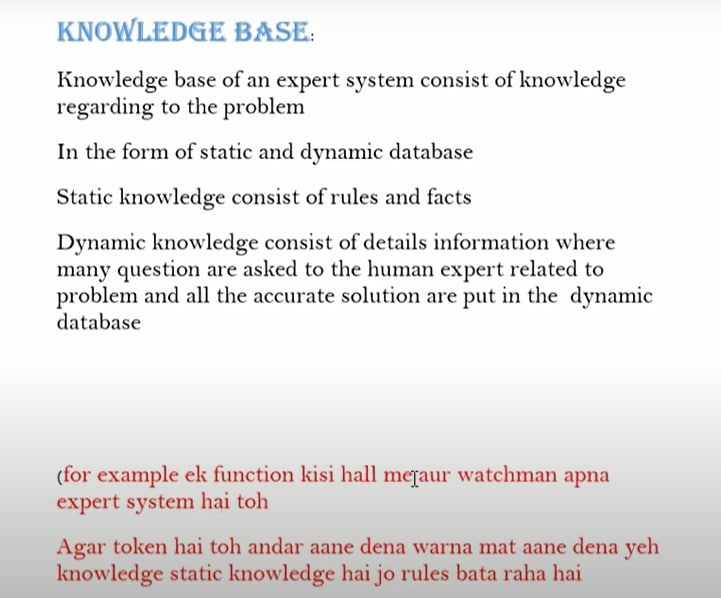 KNOWLEDGE BASE:
Knowledge base of an expert system consist of knowledge
regarding to the problem
In the form of static and dynamic database
Static knowledge consist of rules and facts
Dynamic knowledge consist of details information where
many question are asked to the human expert related to
problem and all the accurate solution are put in the dynamic
database
(for example ek function kisi hall me aur watchman apna
expert system hai toh
Agar token hai toh andar aane dena warna mat aane dena yeh
knowledge static knowledge hai jo rules bata raha hai